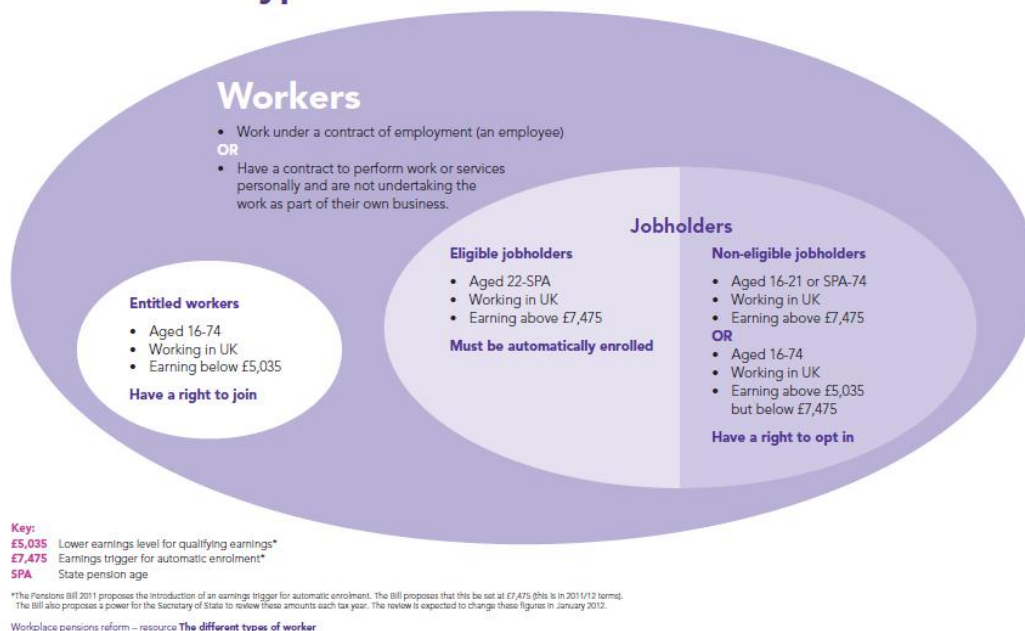 Workers
• Work under a contract of employment (an employee)
OR
• Have a contract to perform work or services
personally and are not undertaking the
work as part of their own business.
Jobholders
Entitled workers
• Aged 16-74
• Working in UK
• Earning below £5,035
Have a right to join
Eligible jobholders
• Aged 22-SPA
• Working in UK
• Earning above £7,475
Must be automatically enrolled
Non-eligible jobholders
• Aged 16-21 or SPA-74
• Working in UK
• Earning above £7,475
OR
• Aged 16-74
• Working in UK
• Earning above £5,035
but below £7,475
Have a right to opt in
Key:
£5,035 Lower earnings level for qualifying earnings*
£7,475 Earnings trigger for automatic enrolment*
SPA State pension age
*The Pensions Bill 2011 proposes the introduction of an earnings trigger for automatic enrolment. The Bill proposes that this be set at £7,475 (this is in 2011/12 terms).
The Bill also proposes a power for the Secretary of State to review these amounts each tax year. The review is expected to change these figures in January 2012.
Workplace pensions reform – resource The different types of worker